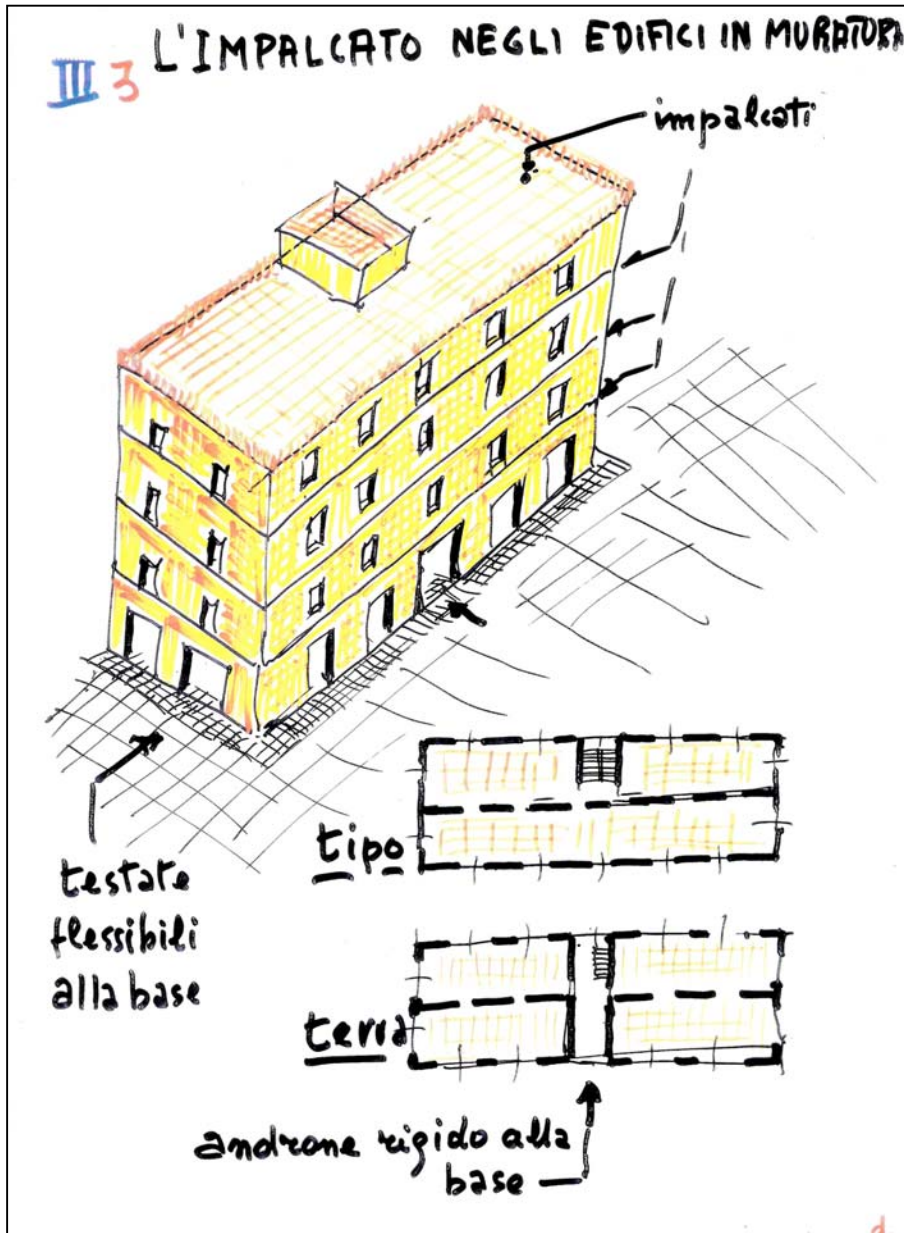 L'IMPALCATO NEGLI EDIFICI IN MURATURA
III 3
impalcati
tipo
testate
flessibili
alla base
terra
androne rigido alla
base
d